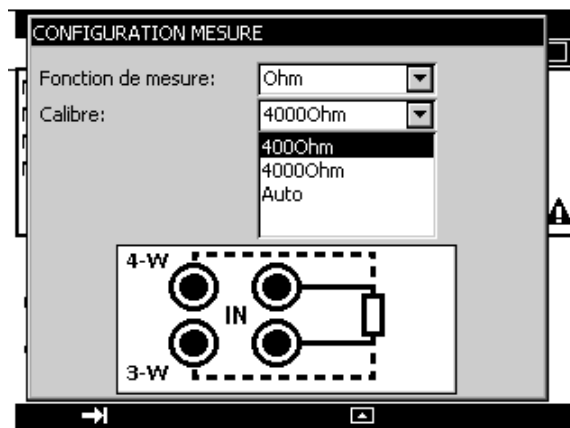 CONFIGURATION MESURE
Fonction de mesure: Ohm
Calibre: 4000Ohm
400Ohm
4000Ohm
Auto
4-W
IN
3-W